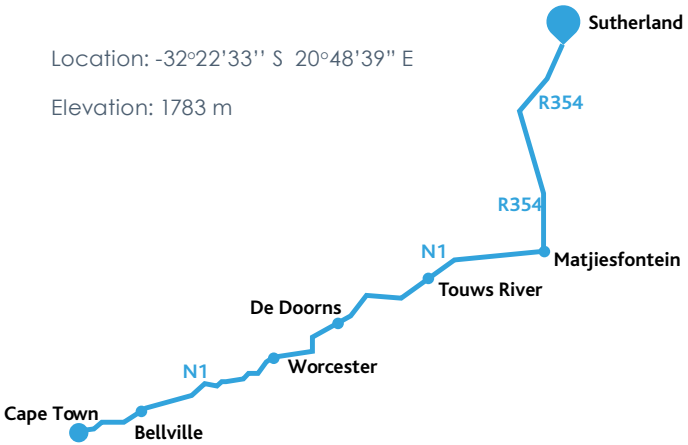 Sutherland
Location: -32°22’33’’ S 20°48’39” E
Elevation: 1783 m
R354
R354
N1
Matjiesfontein
Touws River
De Doorns
Worcester
N1
Cape Town
Bellville